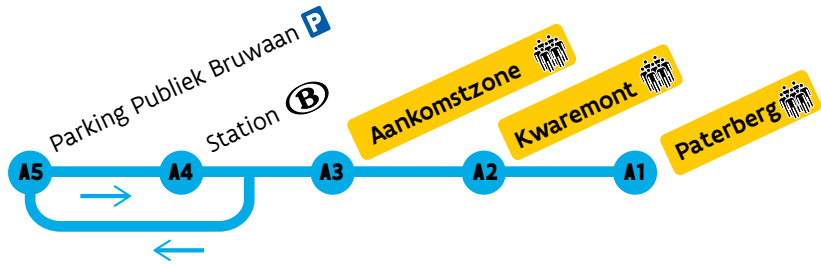 Parking Publiek Bruwaan P
Station B
Aankomstzone
Kwaremont
Paterberg
A5 A4 A3 A2 A1